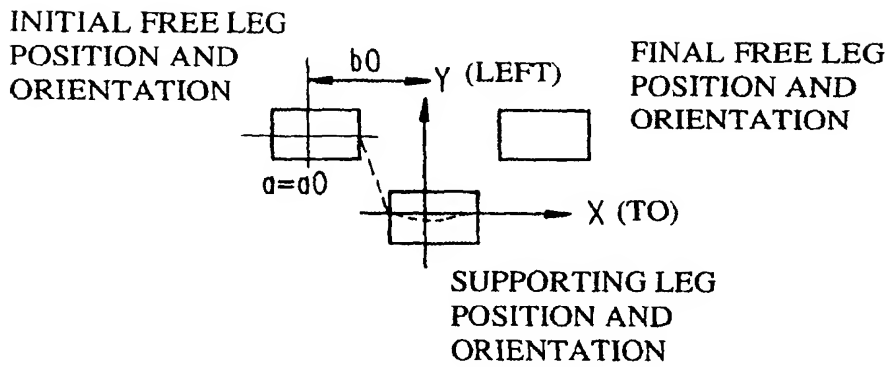 INITIAL FREE LEG
POSITION AND
ORIENTATION
b0
Y (LEFT)
FINAL FREE LEG
POSITION AND
ORIENTATION
a=a0
X (TO)
SUPPORTING LEG
POSITION AND
ORIENTATION